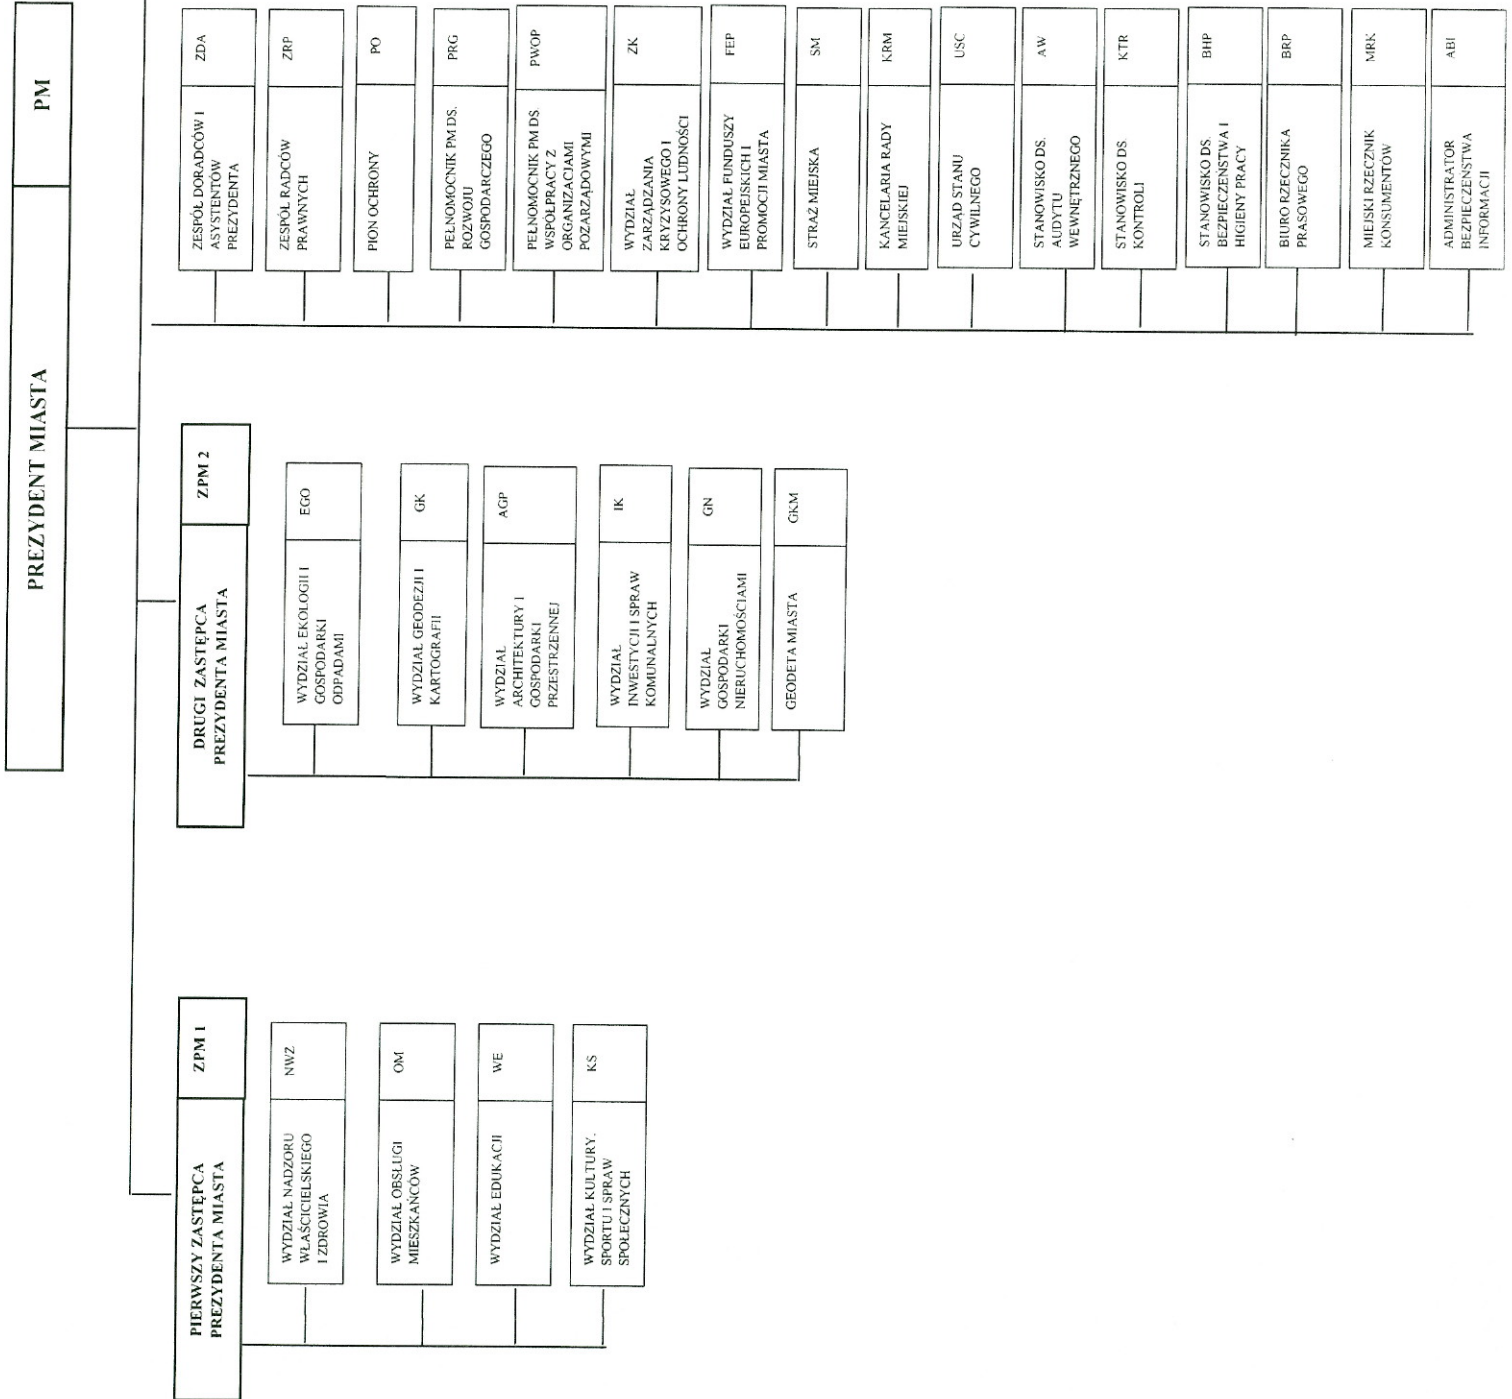 PREZYDENT MIASTA
PM
PIERWSZY ZASTĘPCA
PREZYDENTA MIASTA
ZPM 1
WYDZIAŁ NADZORU
WŁAŚCICIELSKIEGO
I ZDROWIA
NWZ
WYDZIAŁ OBSŁUGI
MIESZKAŃCÓW
OM
WYDZIAŁ EDUKACJI
WE
WYDZIAŁ KULTURY.
SPORTU I SPRAW
SPOŁECZNYCH
KS
DRUGI ZASTĘPCA
PREZYDENTA MIASTA
ZPM 2
WYDZIAŁ EKOLOGII I
GOSPODARKI
ODPADAMI
EGO
WYDZIAŁ GEODEZJI I
KARTOGRAFII
GK
WYDZIAŁ
ARCHITEKTURY I
GOSPODARKI
PRZESTRZENNEJ
AGP
WYDZIAŁ
INWESTYCJI I SPRAW
KOMUNALNYCH
IK
WYDZIAŁ
GOSPODARKI
NIERUCHOMOŚCIAMI
GN
GEODETA MIASTA
GKM
ZESPÓŁ DORADCÓW I
ASYSTENTÓW
PREZYDENTA
ZDA
ZESPÓŁ RADCÓW
PRAWNYCH
ZRP
PION OCHRONY
PO
PEŁNOMOCNIK PM DS.
ROZWOJU
GOSPODARCZEGO
PRG
PEŁNOMOCNIK PM DS
WSPÓŁPRACY Z
ORGANIZACJAMI
POZARZĄDOWYMI
PWOP
WYDZIAŁ
ZARZĄDZANIA
KRYZYSOWEGO I
OCHRONY LUDNOŚCI
ZK
WYDZIAŁ FUNDUSZY
EUROPEJSKICH I
PROMOCJI MIASTA
FEP
STRAŻ MIEJSKA
SM
KANCELARIA RADY
MIEJSKIEJ
KRM
URZĄD STANU
CYWILNEGO
USC
STANOWISKO DS.
AUDYTU
WEWNĘTRZNEGO
AW
STANOWISKO DS
KONTROLI
KTR
STANOWISKO DS.
BEZPIECZEŃSTWA I
HIGIENY PRACY
BHP
BIURO RZECZNIKA
PRASOWEGO
BRP
MIEJSKI RZECZNIK
KONSUMENTÓW
MRK
ADMINISTRATOR
BEZPIECZEŃSTWA
INFORMACJI
ABI